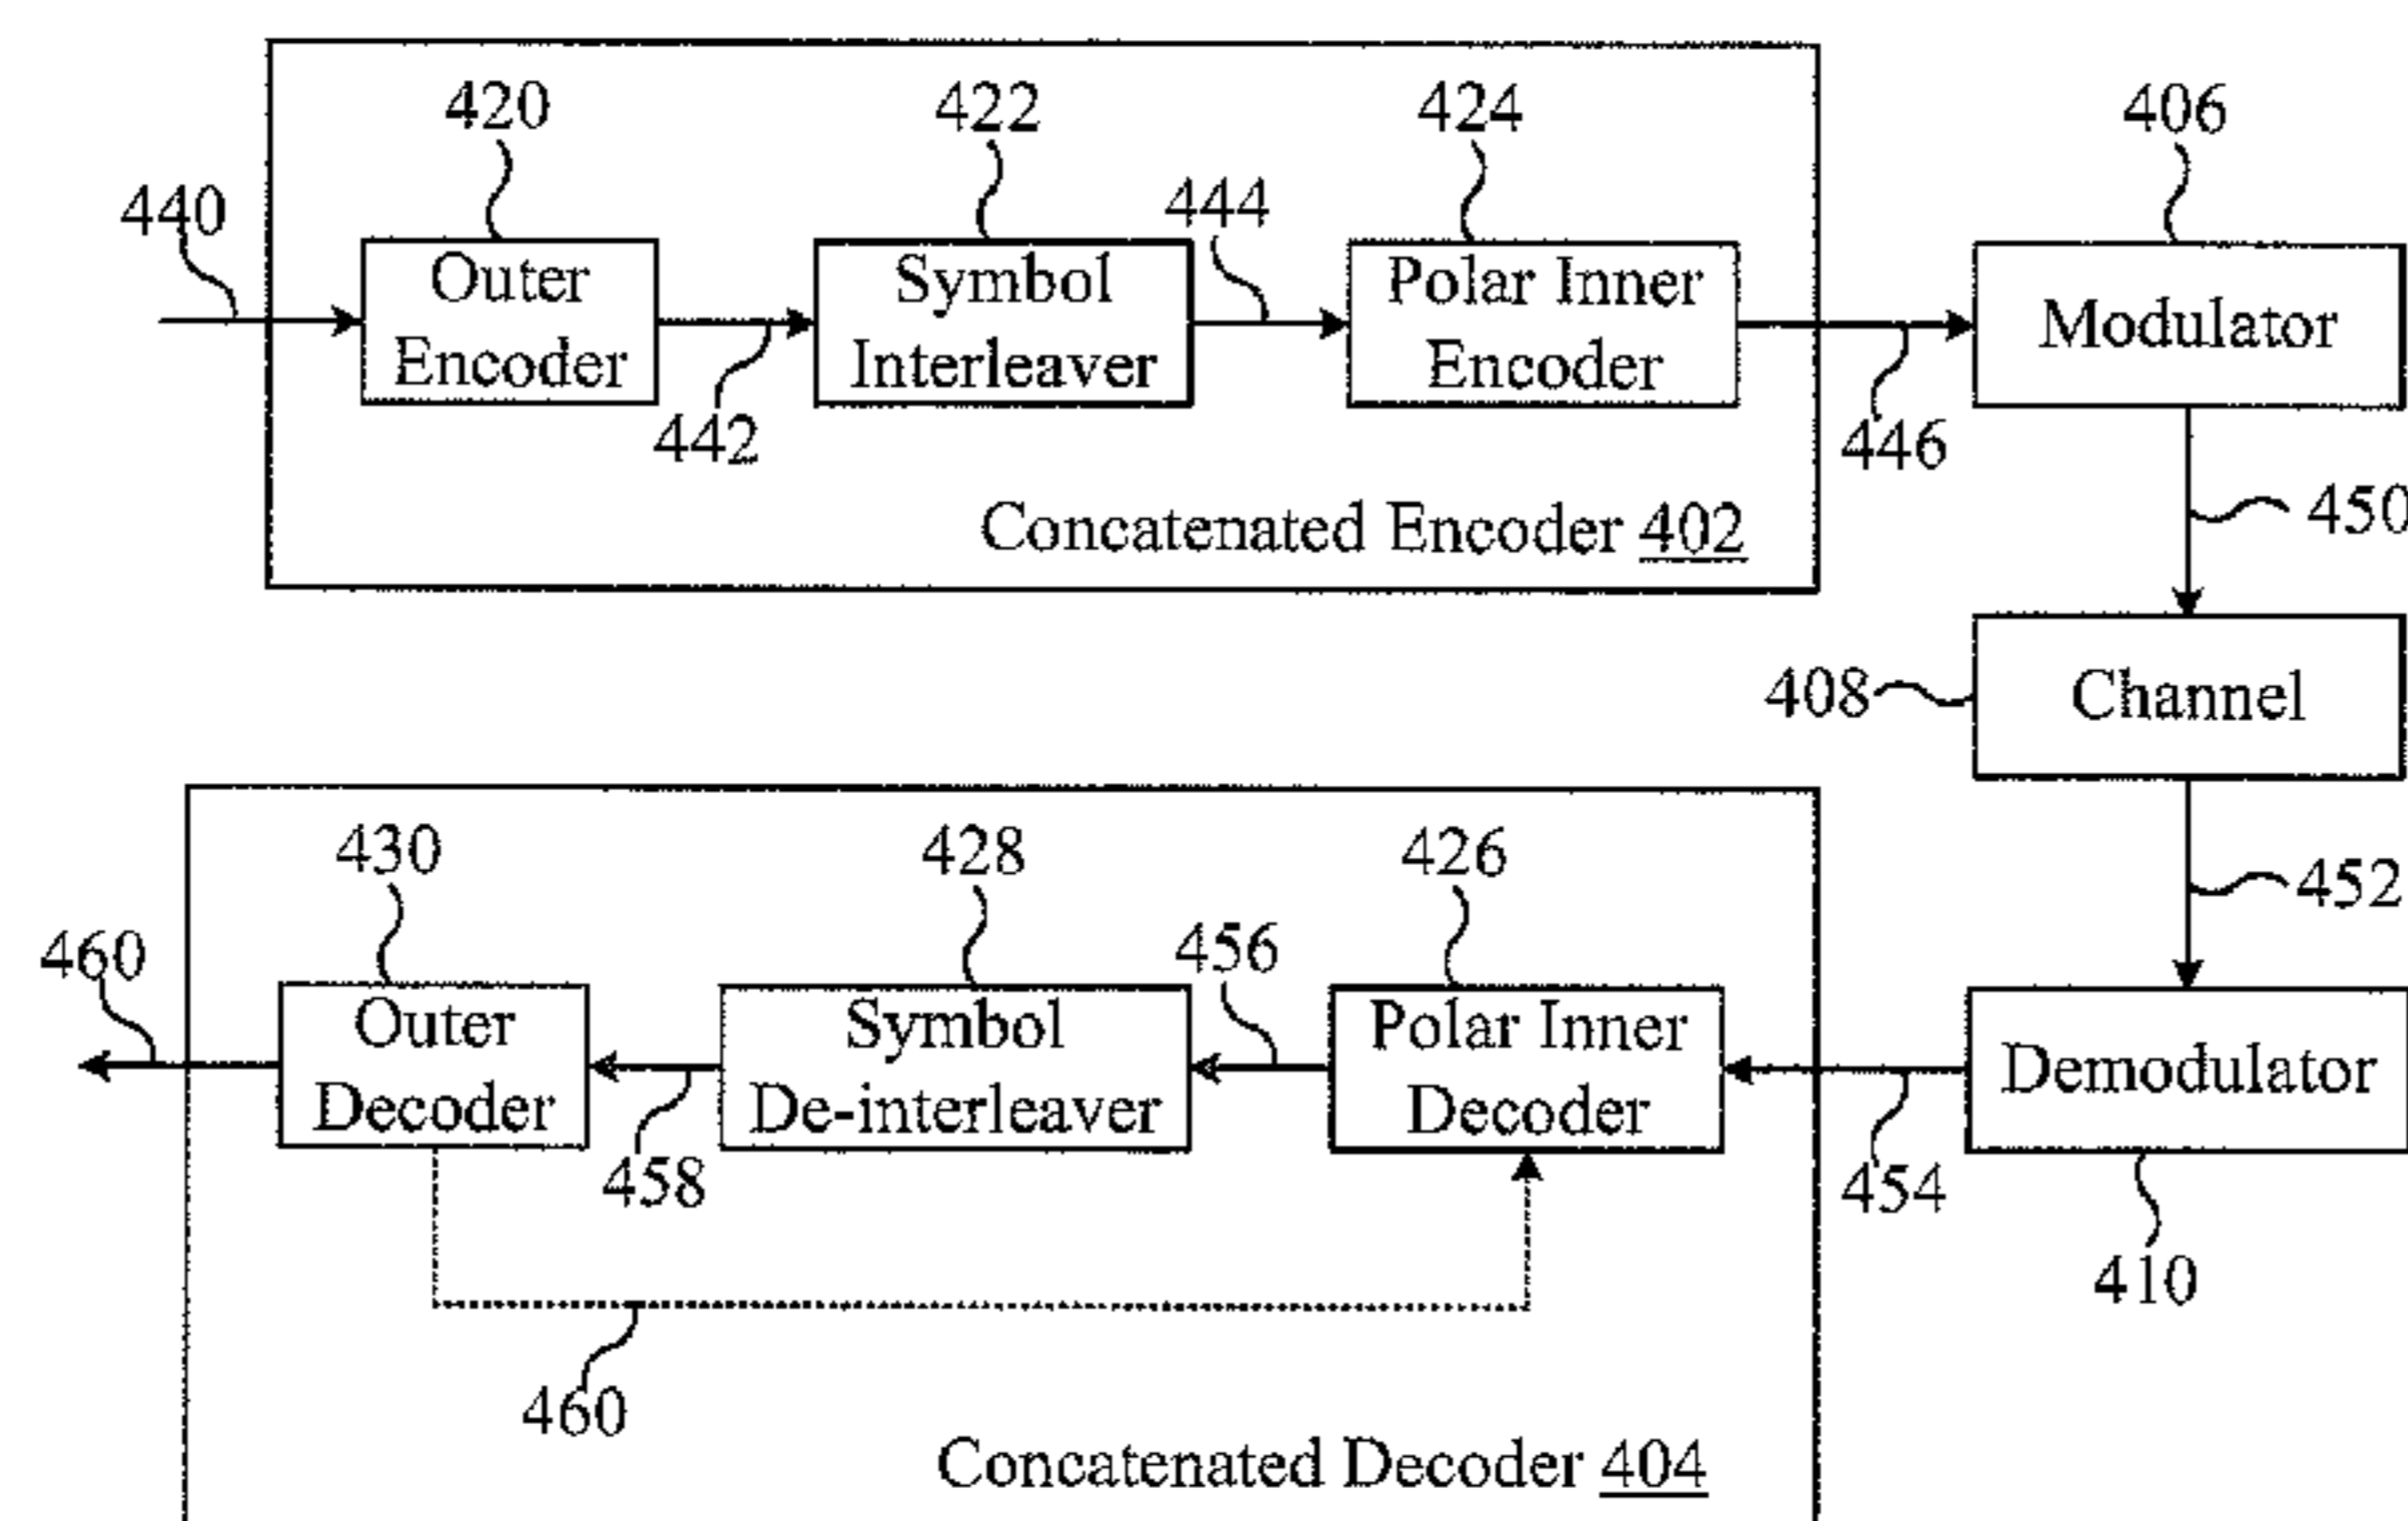 420
422
424
406
440
444
Outer
Encoder
Symbol
Interleaver
Polar Inner
Encoder
Modulator
442
446
Concatenated Encoder 402
450
408
Channel
430
428
426
452
460
456
Outer
Decoder
Symbol
De-interleaver
Polar Inner
Decoder
Demodulator
458
454
410
460
Concatenated Decoder 404